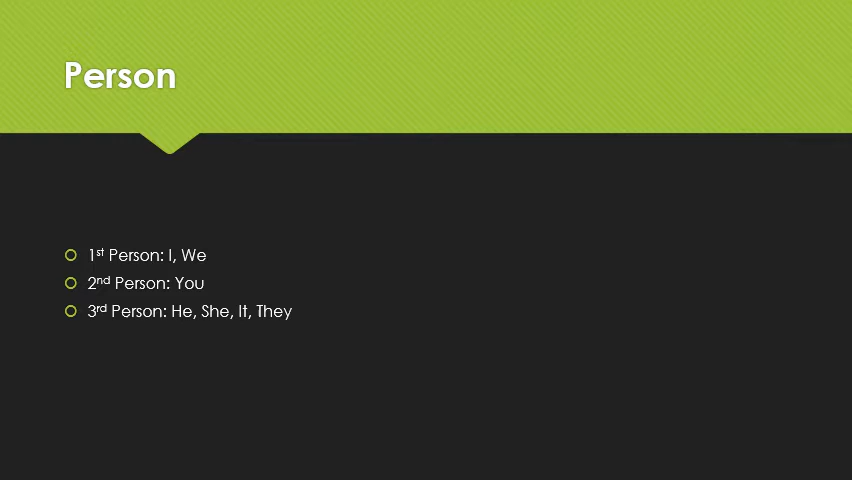 Person
1st Person: I, We
2nd Person: You
3rd Person: He, She, It, They